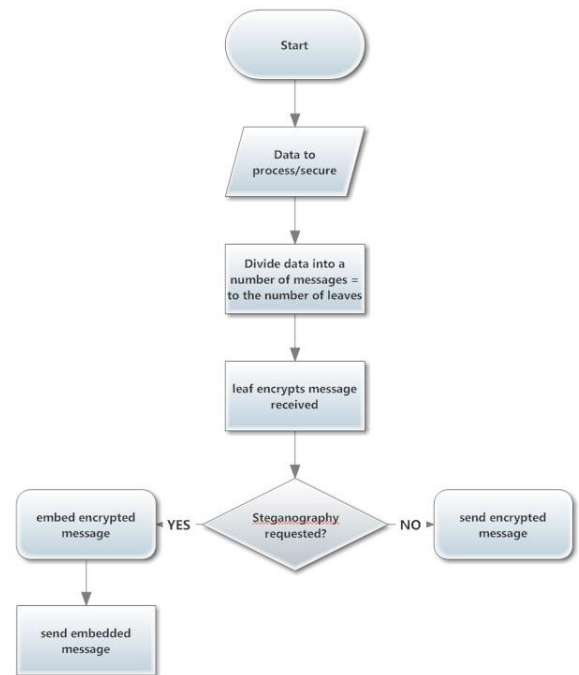 Start
Data to
process/secure
Divide data into a
number of messages =
to the number of leaves
leaf encrypts message
received
Steganography
requested?
YES
NO
embed encrypted
message
send encrypted
message
send embedded
message